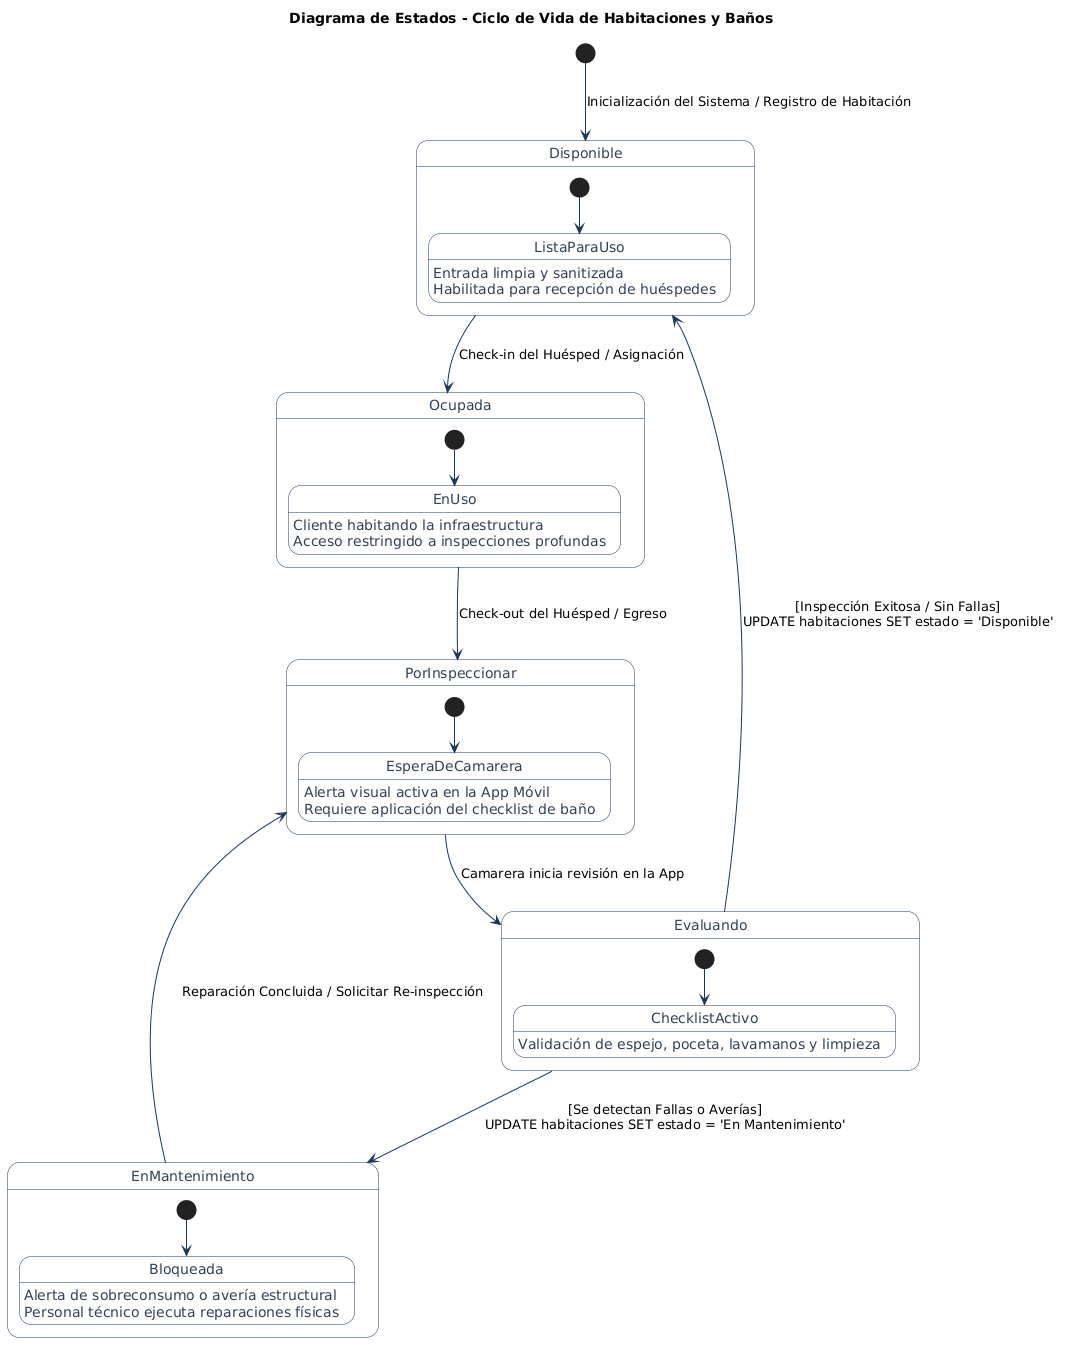 Diagrama de Estados - Ciclo de Vida de Habitaciones y Baños
Inicialización del Sistema / Registro de Habitación
Disponible
ListaParaUso
Entrada limpia y sanitizada
Habilitada para recepción de huéspedes
Check-in del Huésped / Asignación
Ocupada
EnUso
Cliente habitando la infraestructura
Acceso restringido a inspecciones profundas
[Inspección Exitosa / Sin Fallas]
UPDATE habitaciones SET estado = 'Disponible'
Check-out del Huésped / Egreso
PorInspeccionar
EsperaDeCamarera
Alerta visual activa en la App Móvil
Requiere aplicación del checklist de baño
Camarera inicia revisión en la App
Evaluando
ChecklistActivo
Validación de espejo, poceta, lavamanos y limpieza
Reparación Concluida / Solicitar Re-inspección
[Se detectan Fallas o Averías]
UPDATE habitaciones SET estado = 'En Mantenimiento'
EnMantenimiento
Bloqueada
Alerta de sobreconsumo o avería estructural
Personal técnico ejecuta reparaciones físicas